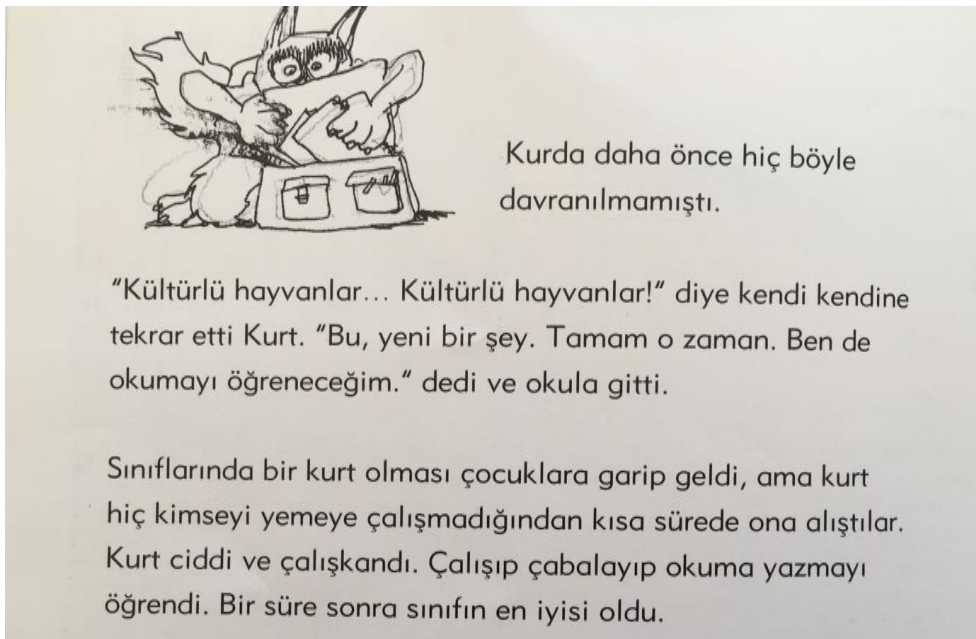 Kurda daha önce hiç böyle
davranılmamıştı.
"Kültürlü hayvanlar... Kültürlü hayvanlar!" diye kendi kendine
tekrar etti Kurt. "Bu, yeni bir şey. Tamam o zaman. Ben de
okumayı öğreneceğim." dedi ve okula gitti.
Sınıflarında bir kurt olması çocuklara garip geldi, ama kurt
hiç kimseyi yemeye çalışmadığından kısa sürede ona alıştılar.
Kurt ciddi ve çalışkandı. Çalışıp çabalayıp okuma yazmayı
öğrendi. Bir süre sonra sınıfın en iyisi oldu.